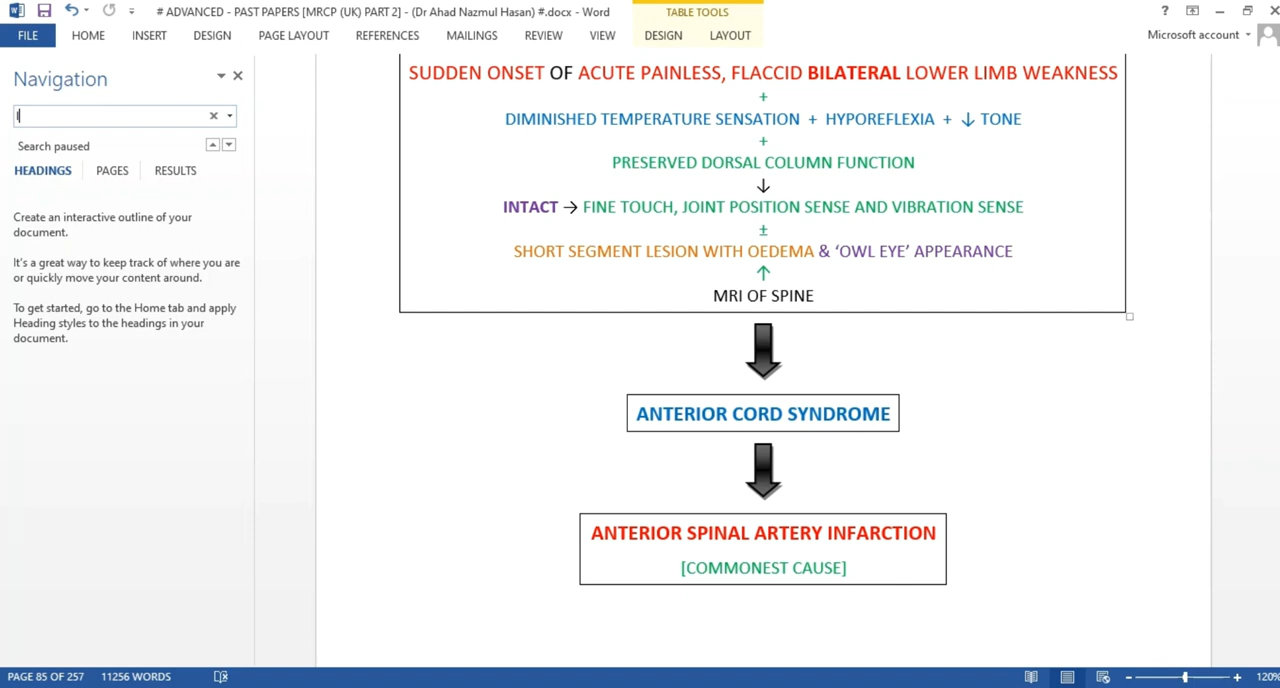 # ADVANCED - PAST PAPERS [MRCP (UK) PART 2] - (Dr Ahad Nazmul Hasan) #.docx - Word
TABLE TOOLS
?
FILE HOME INSERT DESIGN PAGE LAYOUT REFERENCES MAILINGS REVIEW VIEW DESIGN LAYOUT Microsoft account
Navigation
Search paused
HEADINGS PAGES RESULTS
Create an interactive outline of your
document.
It's a great way to keep track of where you are
or quickly move your content around.
To get started, go to the Home tab and apply
Heading styles to the headings in your
document.
SUDDEN ONSET OF ACUTE PAINLESS, FLACCID BILATERAL LOWER LIMB WEAKNESS
+
DIMINISHED TEMPERATURE SENSATION + HYPOREFLEXIA + ↓ TONE
+
PRESERVED DORSAL COLUMN FUNCTION
↓
INTACT → FINE TOUCH, JOINT POSITION SENSE AND VIBRATION SENSE
±
SHORT SEGMENT LESION WITH OEDEMA & ‘OWL EYE’ APPEARANCE
↑
MRI OF SPINE
ANTERIOR CORD SYNDROME
ANTERIOR SPINAL ARTERY INFARCTION
[COMMONEST CAUSE]
PAGE 85 OF 257 11256 WORDS 120%